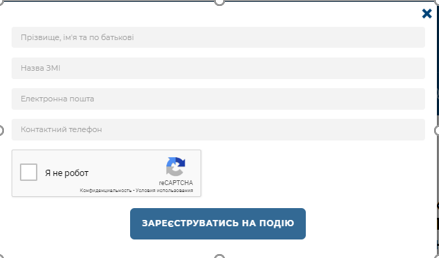 Прізвище, ім'я та по батькові
Назва ЗМІ
Електронна пошта
Контактний телефон
Я не робот
reCAPTCHA
Конфиденциальность - Условия использования
ЗАРЕЄСТРУВАТИСЬ НА ПОДІЮ